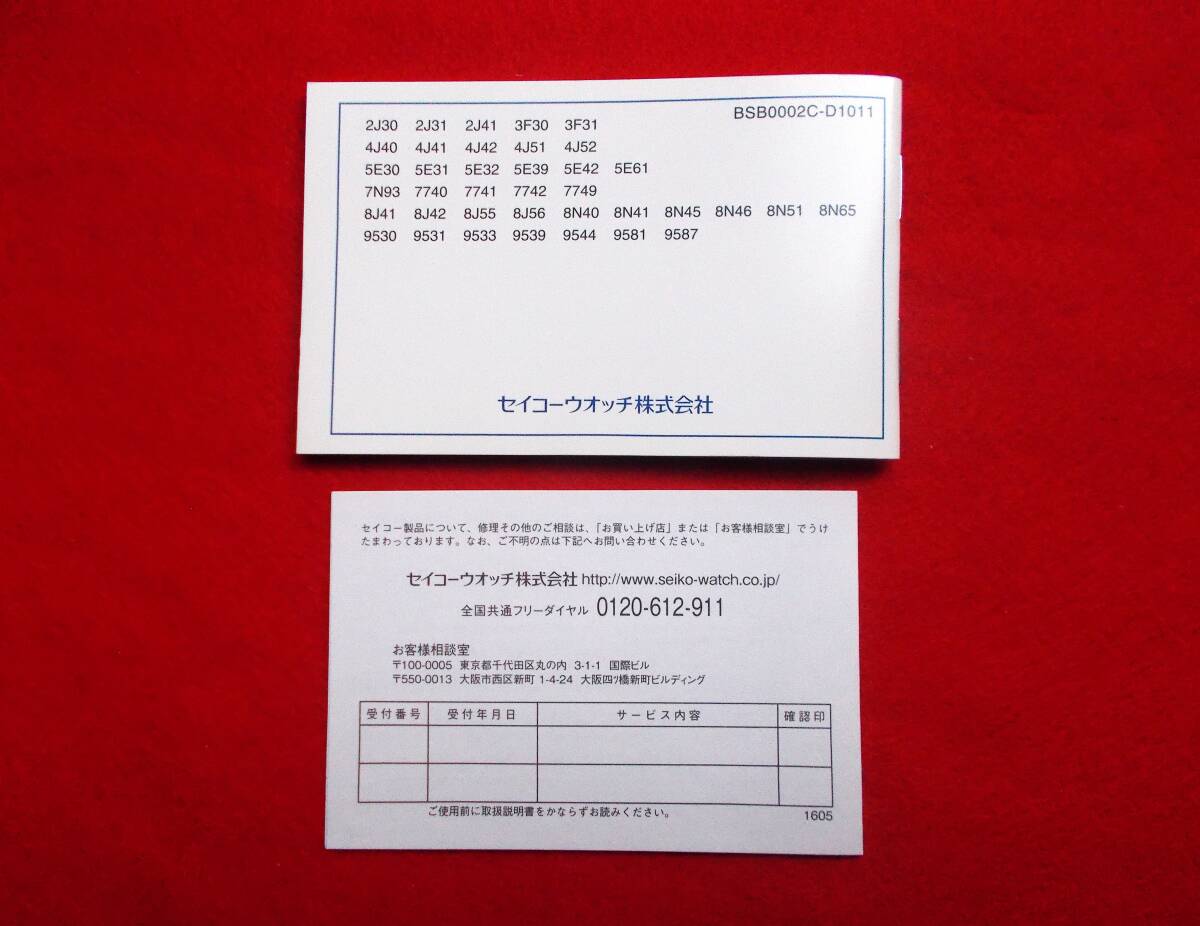 BSB0002C-D1011
2J30 2J31 2J41 3F30 3F31
4J40 4J41 4J42 4J51 4J52
5E30 5E31 5E32 5E39 5E42 5E61
7N93 7740 7741 7742 7749
8J41 8J42 8J55 8J56 8N40 8N41 8N45 8N46 8N51 8N65
9530 9531 9533 9539 9544 9581 9587
セイコーウオッチ株式会社
セイコー製品について、修理その他のご相談は、「お買い上げ店」または「お客様相談室」でうけ
たまわっております。なお、ご不明の点は下記へお問い合わせください。
セイコーウオッチ株式会社 http://www.seiko-watch.co.jp/
全国共通フリーダイヤル 0120-612-911
お客様相談室
〒100-0005 東京都千代田区丸の内 3-1-1 国際ビル
〒550-0013 大阪市西区新町 1-4-24 大阪四ツ橋新町ビルディング
受付番号 受付年月日 サービス内容 確認印
ご使用前に取扱説明書をかならずお読みください。
1605